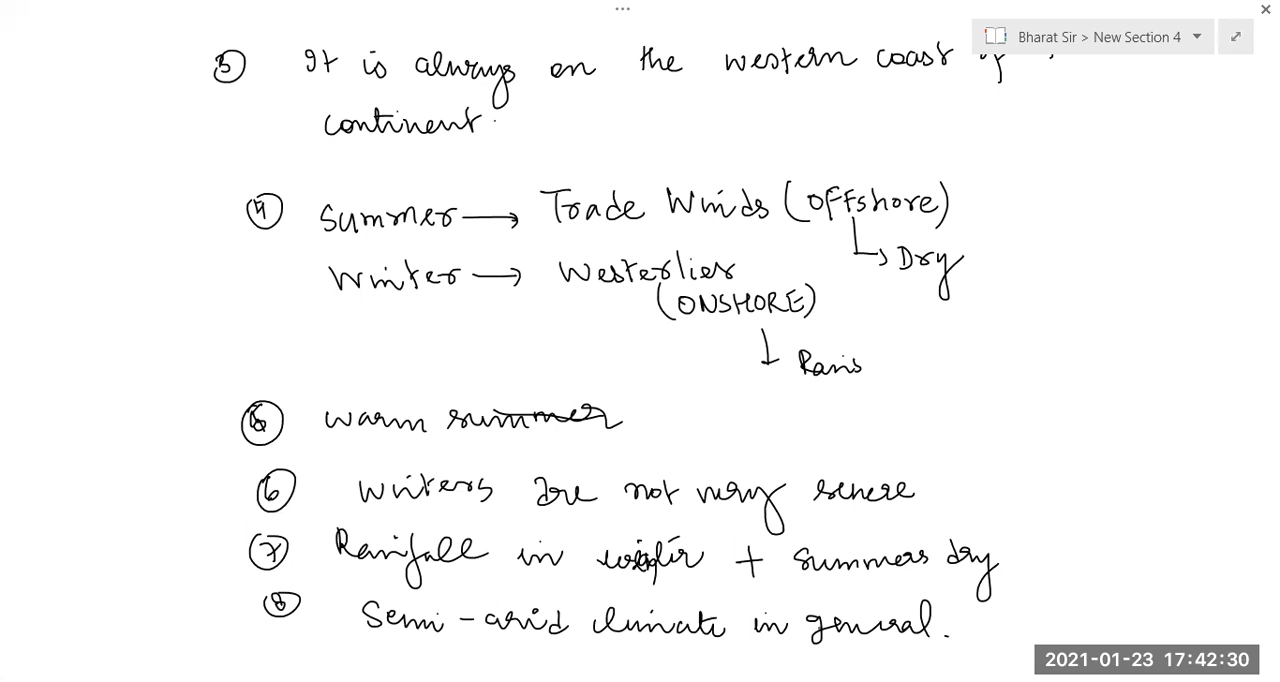 ...
Bharat Sir > New Section 4
③ It is always on the western coast of
continent.
④ Summer → Trade Winds (Offshore)
↳ Dry
Winter → Westerlies
(ONSHORE)
↓ Rains
⑤ warm summer
⑥ Winters are not very severe
⑦ Rainfall in winter + summers dry
⑧ Semi-arid climate in general.
2021-01-23 17:42:30